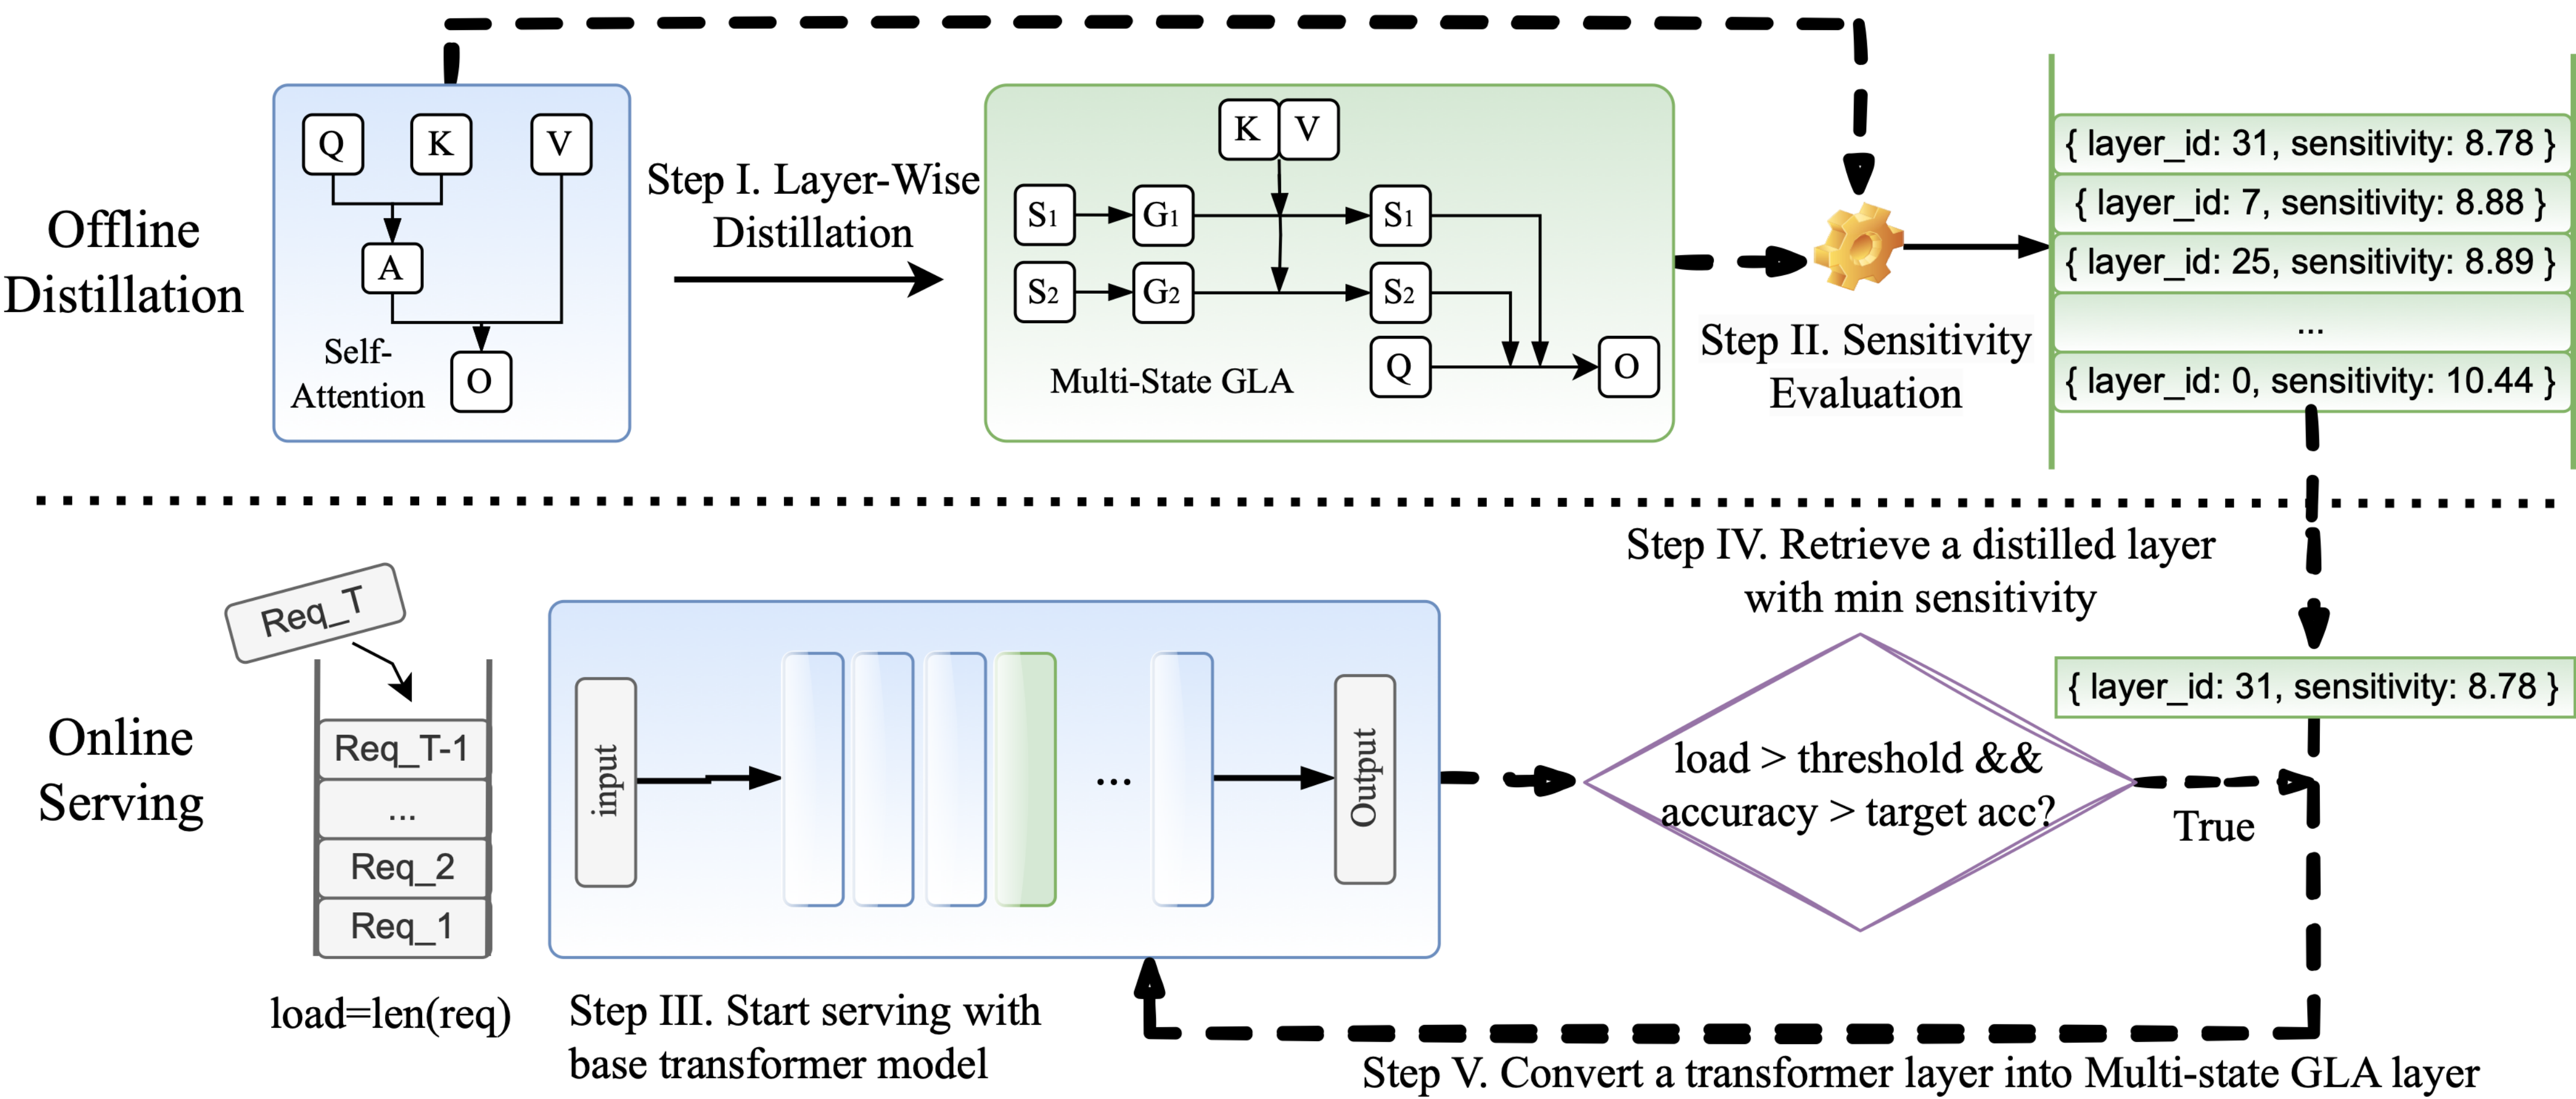 Offline
Distillation
Q
K
V
A
O
Self-
Attention
Step I. Layer-Wise
Distillation
K
V
S1
G1
S1
S2
G2
S2
Q
O
Multi-State GLA
Step II. Sensitivity
Evaluation
{ layer_id: 31, sensitivity: 8.78 }
{ layer_id: 7, sensitivity: 8.88 }
{ layer_id: 25, sensitivity: 8.89 }
...
{ layer_id: 0, sensitivity: 10.44 }
Online
Serving
Req_T
Req_T-1
...
Req_2
Req_1
load=len(req)
input
...
Output
Step III. Start serving with
base transformer model
Step IV. Retrieve a distilled layer
with min sensitivity
load > threshold &&
accuracy > target acc?
True
{ layer_id: 31, sensitivity: 8.78 }
Step V. Convert a transformer layer into Multi-state GLA layer